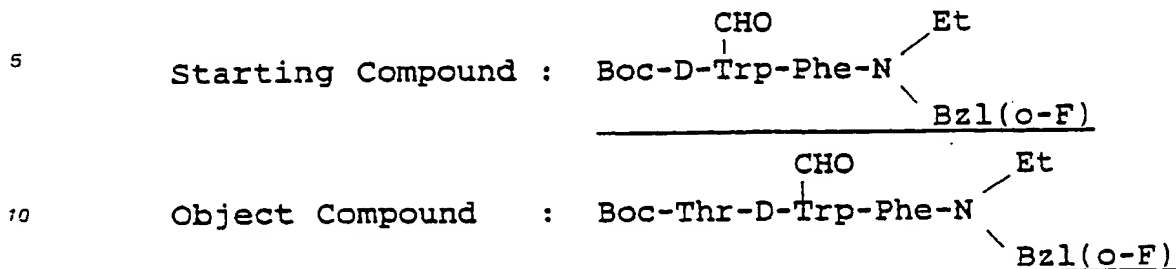 CHO
Et
5 Starting Compound : Boc-D-Trp-Phe-N
Bzl(o-F)
CHO
Et
10 Object Compound : Boc-Thr-D-Trp-Phe-N
Bzl(o-F)